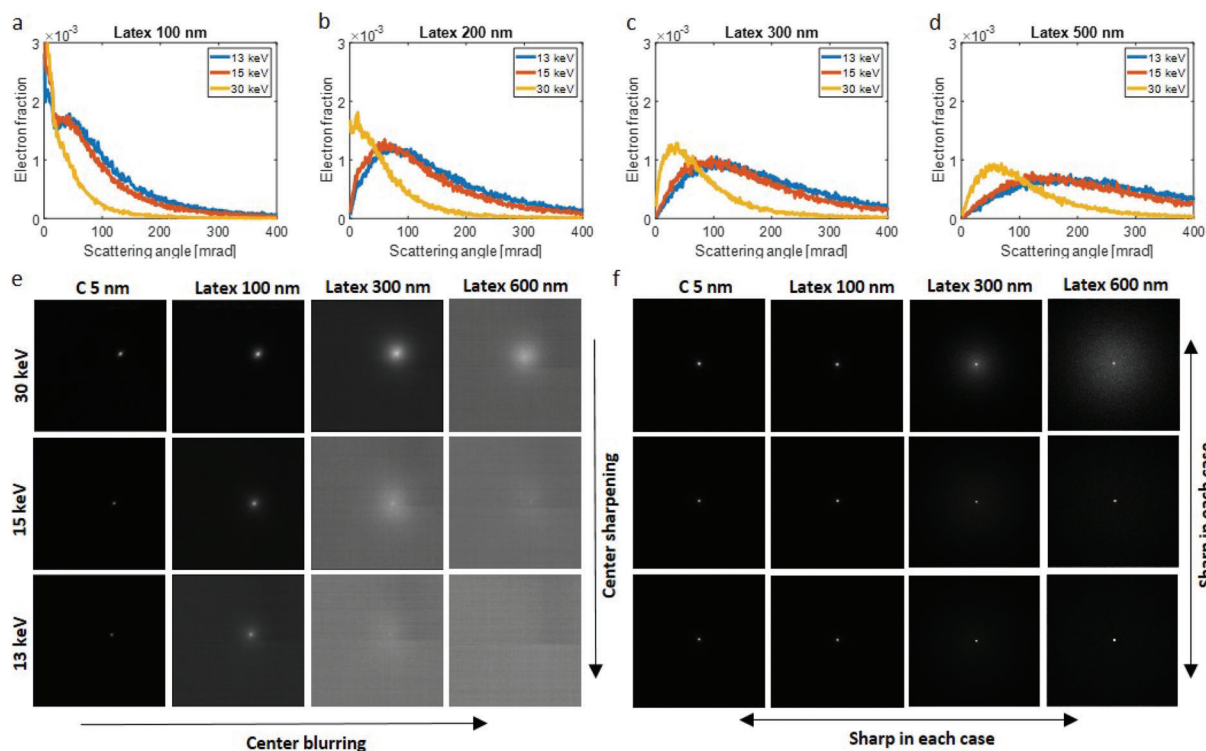 a
Latex 100 nm
×10⁻³
3
2
1
0
Electron fraction
13 keV
15 keV
30 keV
0 100 200 300 400
Scattering angle [mrad]
b
Latex 200 nm
×10⁻³
3
2
1
0
Electron fraction
13 keV
15 keV
30 keV
0 100 200 300 400
Scattering angle [mrad]
c
Latex 300 nm
×10⁻³
3
2
1
0
Electron fraction
13 keV
15 keV
30 keV
0 100 200 300 400
Scattering angle [mrad]
d
Latex 500 nm
×10⁻³
3
2
1
0
Electron fraction
13 keV
15 keV
30 keV
0 100 200 300 400
Scattering angle [mrad]
e
C 5 nm Latex 100 nm Latex 300 nm Latex 600 nm
30 keV
15 keV
13 keV
Center sharpening
Center blurring
f
C 5 nm Latex 100 nm Latex 300 nm Latex 600 nm
Sharp in each case
Sharp in each case